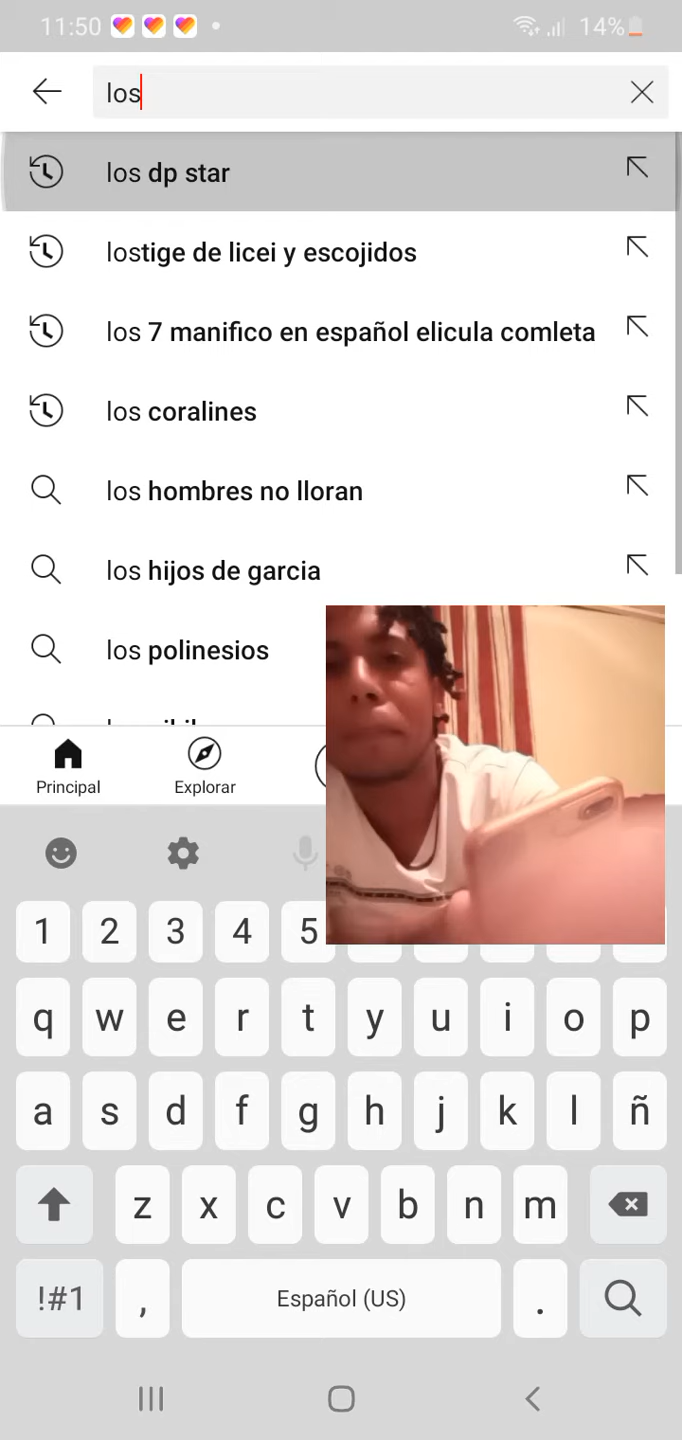 11:50
14%
los
los dp star
lostige de licei y escojidos
los 7 manifico en español elicula comleta
los coralines
los hombres no lloran
los hijos de garcia
los polinesios
Principal
Explorar
1 2 3 4 5
q w e r t y u i o p
a s d f g h j k l ñ
z x c v b n m
!#1 , Español (US) .